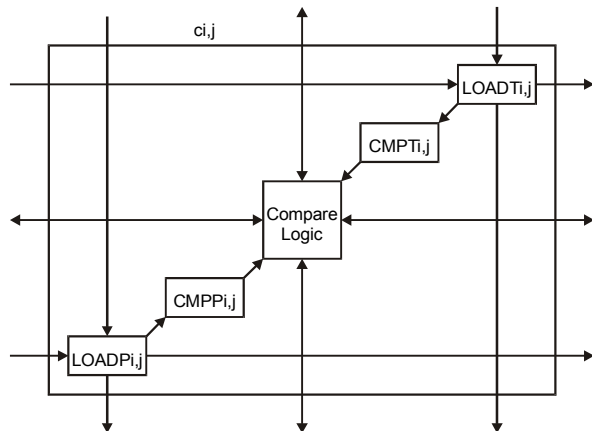 ci,j
LOADTi,j
CMPTi,j
Compare
Logic
CMPPi,j
LOADPi,j